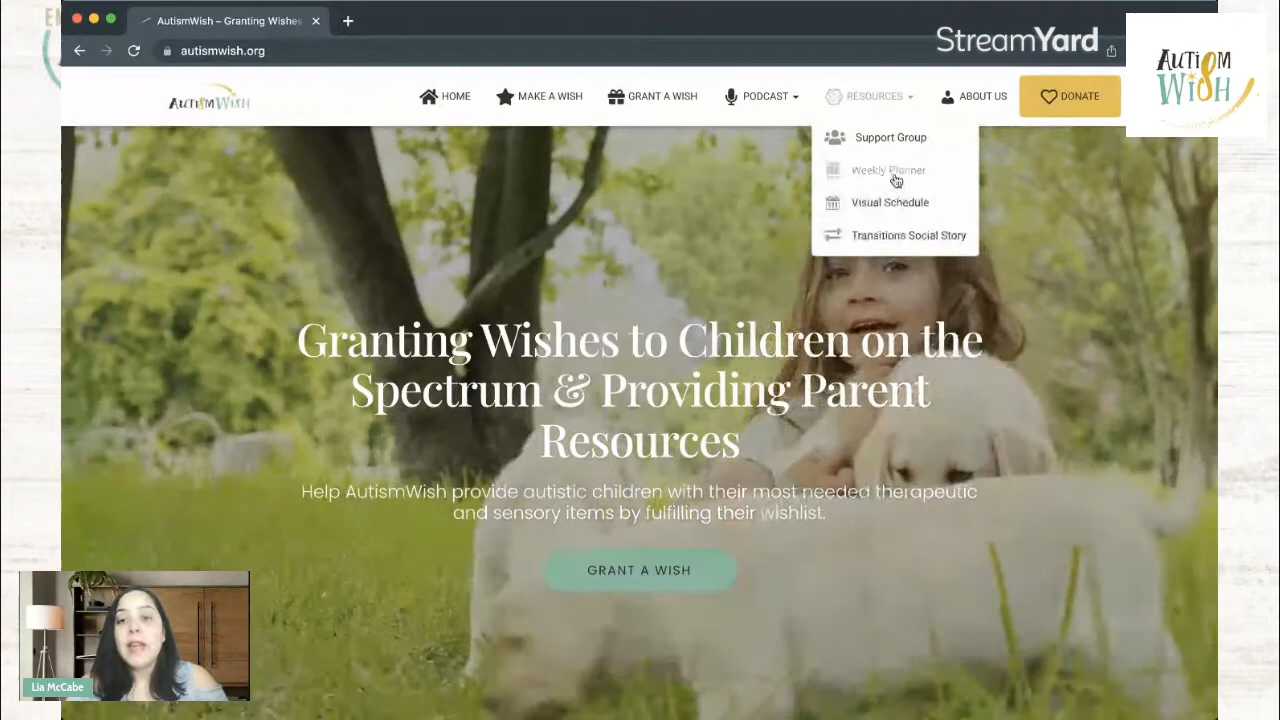 AutismWish – Granting Wishes
autismwish.org
StreamYard
AUTISM
WISH
AUTISMWISH
HOME
MAKE A WISH
GRANT A WISH
PODCAST
RESOURCES
ABOUT US
DONATE
Support Group
Weekly Planner
Visual Schedule
Transitions Social Story
Granting Wishes to Children on the
Spectrum & Providing Parent
Resources
Help AutismWish provide autistic children with their most needed therapeutic
and sensory items by fulfilling their wishlist.
GRANT A WISH
Lia McCabe